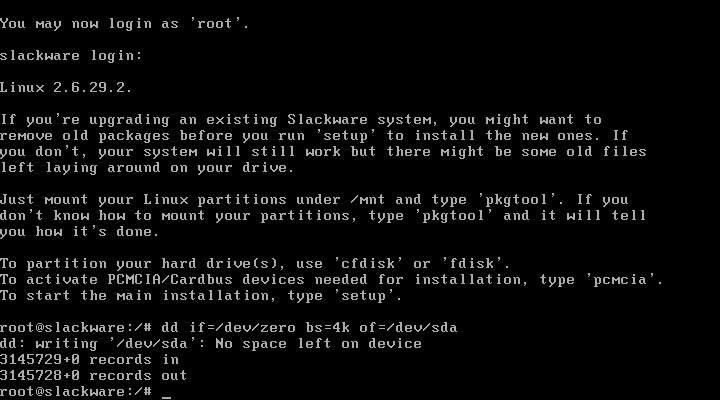 You may now login as 'root'.
slackware login:
Linux 2.6.29.2.
If you're upgrading an existing Slackware system, you might want to
remove old packages before you run 'setup' to install the new ones. If
you don't, your system will still work but there might be some old files
left laying around on your drive.
Just mount your Linux partitions under /mnt and type 'pkgtool'. If you
don't know how to mount your partitions, type 'pkgtool' and it will tell
you how it's done.
To partition your hard drive(s), use 'cfdisk' or 'fdisk'.
To activate PCMCIA/Cardbus devices needed for installation, type 'pcmcia'.
To start the main installation, type 'setup'.
root@slackware:/# dd if=/dev/zero bs=4k of=/dev/sda
dd: writing '/dev/sda': No space left on device
3145729+0 records in
3145728+0 records out
root@slackware:/# _